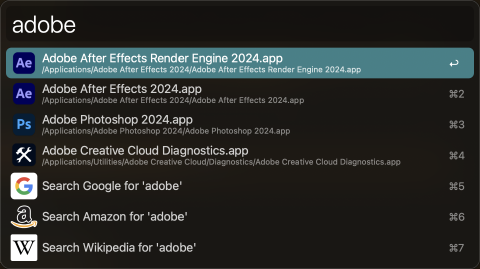 adobe
Ae Adobe After Effects Render Engine 2024.app ↩
/Applications/Adobe After Effects 2024/Adobe After Effects Render Engine 2024.app
Ae Adobe After Effects 2024.app ⌘2
/Applications/Adobe After Effects 2024/Adobe After Effects 2024.app
Ps Adobe Photoshop 2024.app ⌘3
/Applications/Adobe Photoshop 2024/Adobe Photoshop 2024.app
Adobe Creative Cloud Diagnostics.app ⌘4
/Applications/Utilities/Adobe Creative Cloud/Diagnostics/Adobe Creative Cloud Diagnostics.app
G Search Google for 'adobe' ⌘5
a Search Amazon for 'adobe' ⌘6
W Search Wikipedia for 'adobe' ⌘7